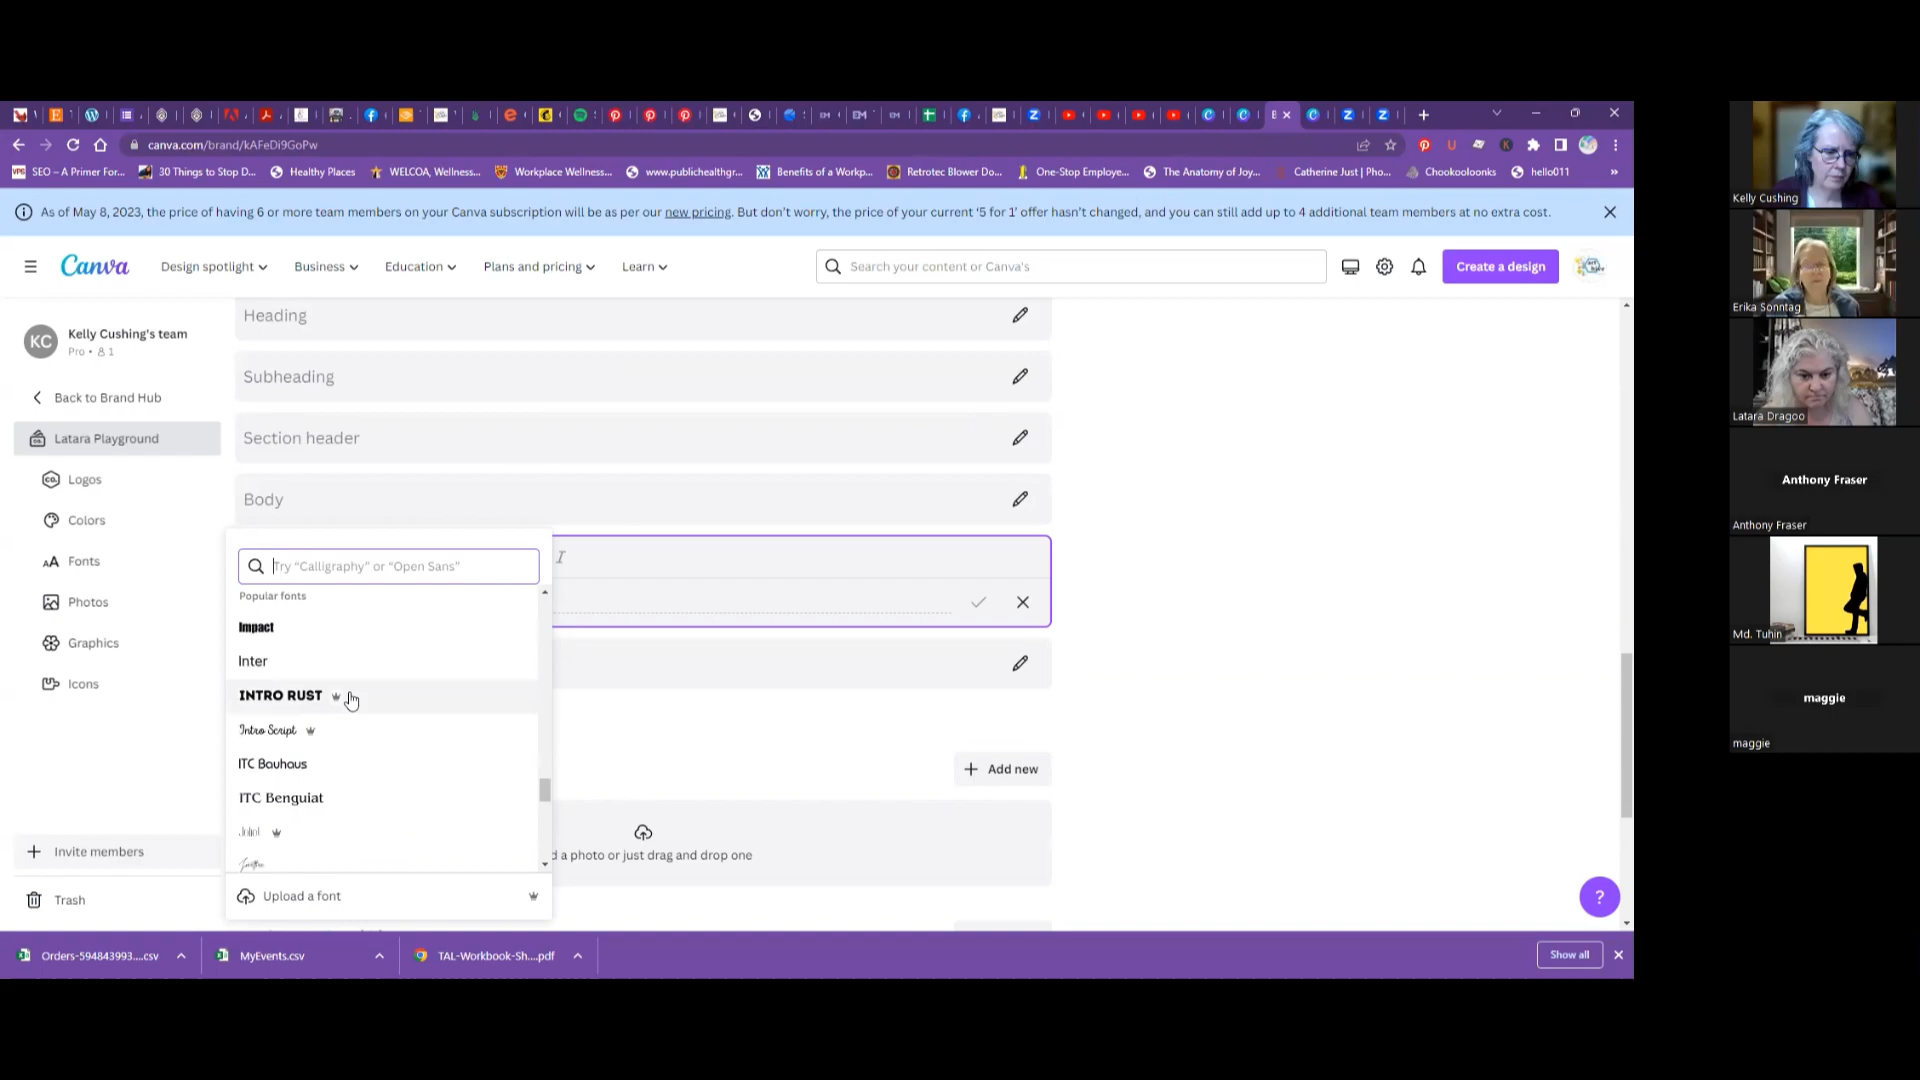 canva.com/brand/kAFeDi9GoPw
SEO – A Primer For...
30 Things to Stop D...
Healthy Places
WELCOA, Wellness...
Workplace Wellness...
www.publichealthgr...
Benefits of a Workp...
Retrotec Blower Do...
One-Stop Employe...
The Anatomy of Joy,...
Catherine Just | Pho...
Chookooloonks
hello011
»
As of May 8, 2023, the price of having 6 or more team members on your Canva subscription will be as per our new pricing. But don't worry, the price of your current '5 for 1' offer hasn't changed, and you can still add up to 4 additional team members at no extra cost.
Canva
Design spotlight
Business
Education
Plans and pricing
Learn
Search your content or Canva's
Create a design
KC
Kelly Cushing's team
Pro • 1
Back to Brand Hub
Latara Playground
Logos
Colors
Fonts
Photos
Graphics
Icons
Invite members
Trash
Heading
Subheading
Section header
Body
I
Try “Calligraphy” or “Open Sans”
Popular fonts
Impact
Inter
INTRO RUST
Intro Script
ITC Bauhaus
ITC Benguiat
Upload a font
+ Add new
d a photo or just drag and drop one
?
Orders-594843993....csv
MyEvents.csv
TAL-Workbook-Sh....pdf
Show all
Kelly Cushing
Erika Sonntag
Latara Dragoo
Anthony Fraser
Anthony Fraser
Md. Tuhin
maggie
maggie